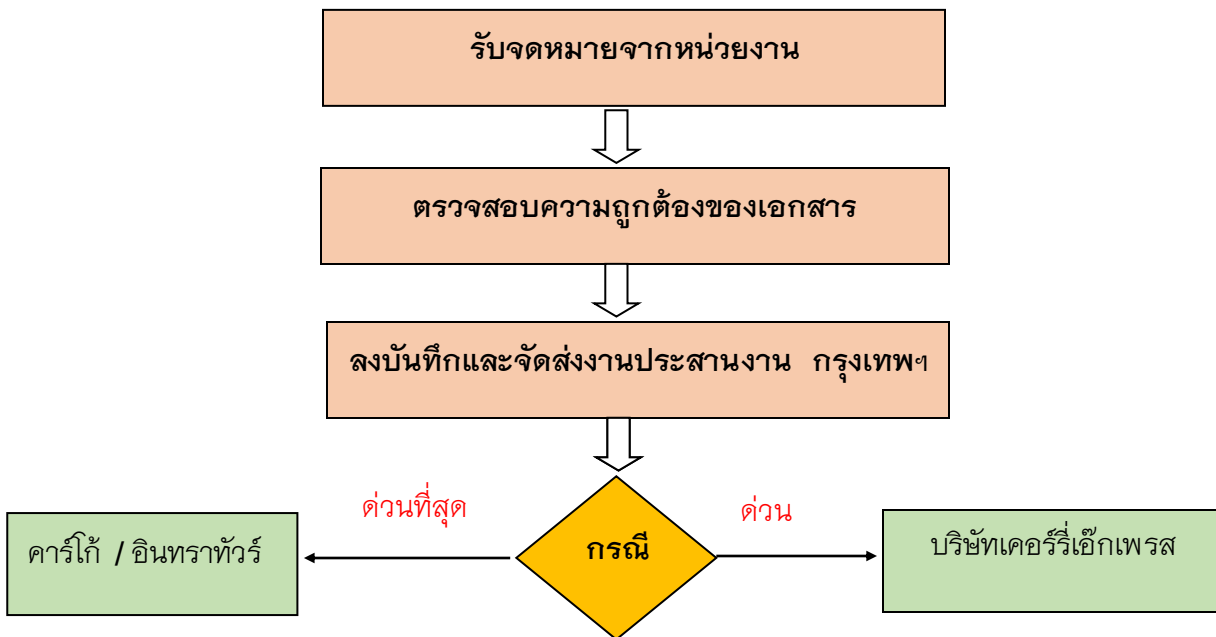 รับจดหมายจากหน่วยงาน
ตรวจสอบความถูกต้องของเอกสาร
ลงบันทึกและจัดส่งงานประสานงาน กรุงเทพฯ
ด่วนที่สุด
ด่วน
คาร์โก้ / อินทราทัวร์
กรณี
บริษัทเคอร์รี่เอ๊กเพรส